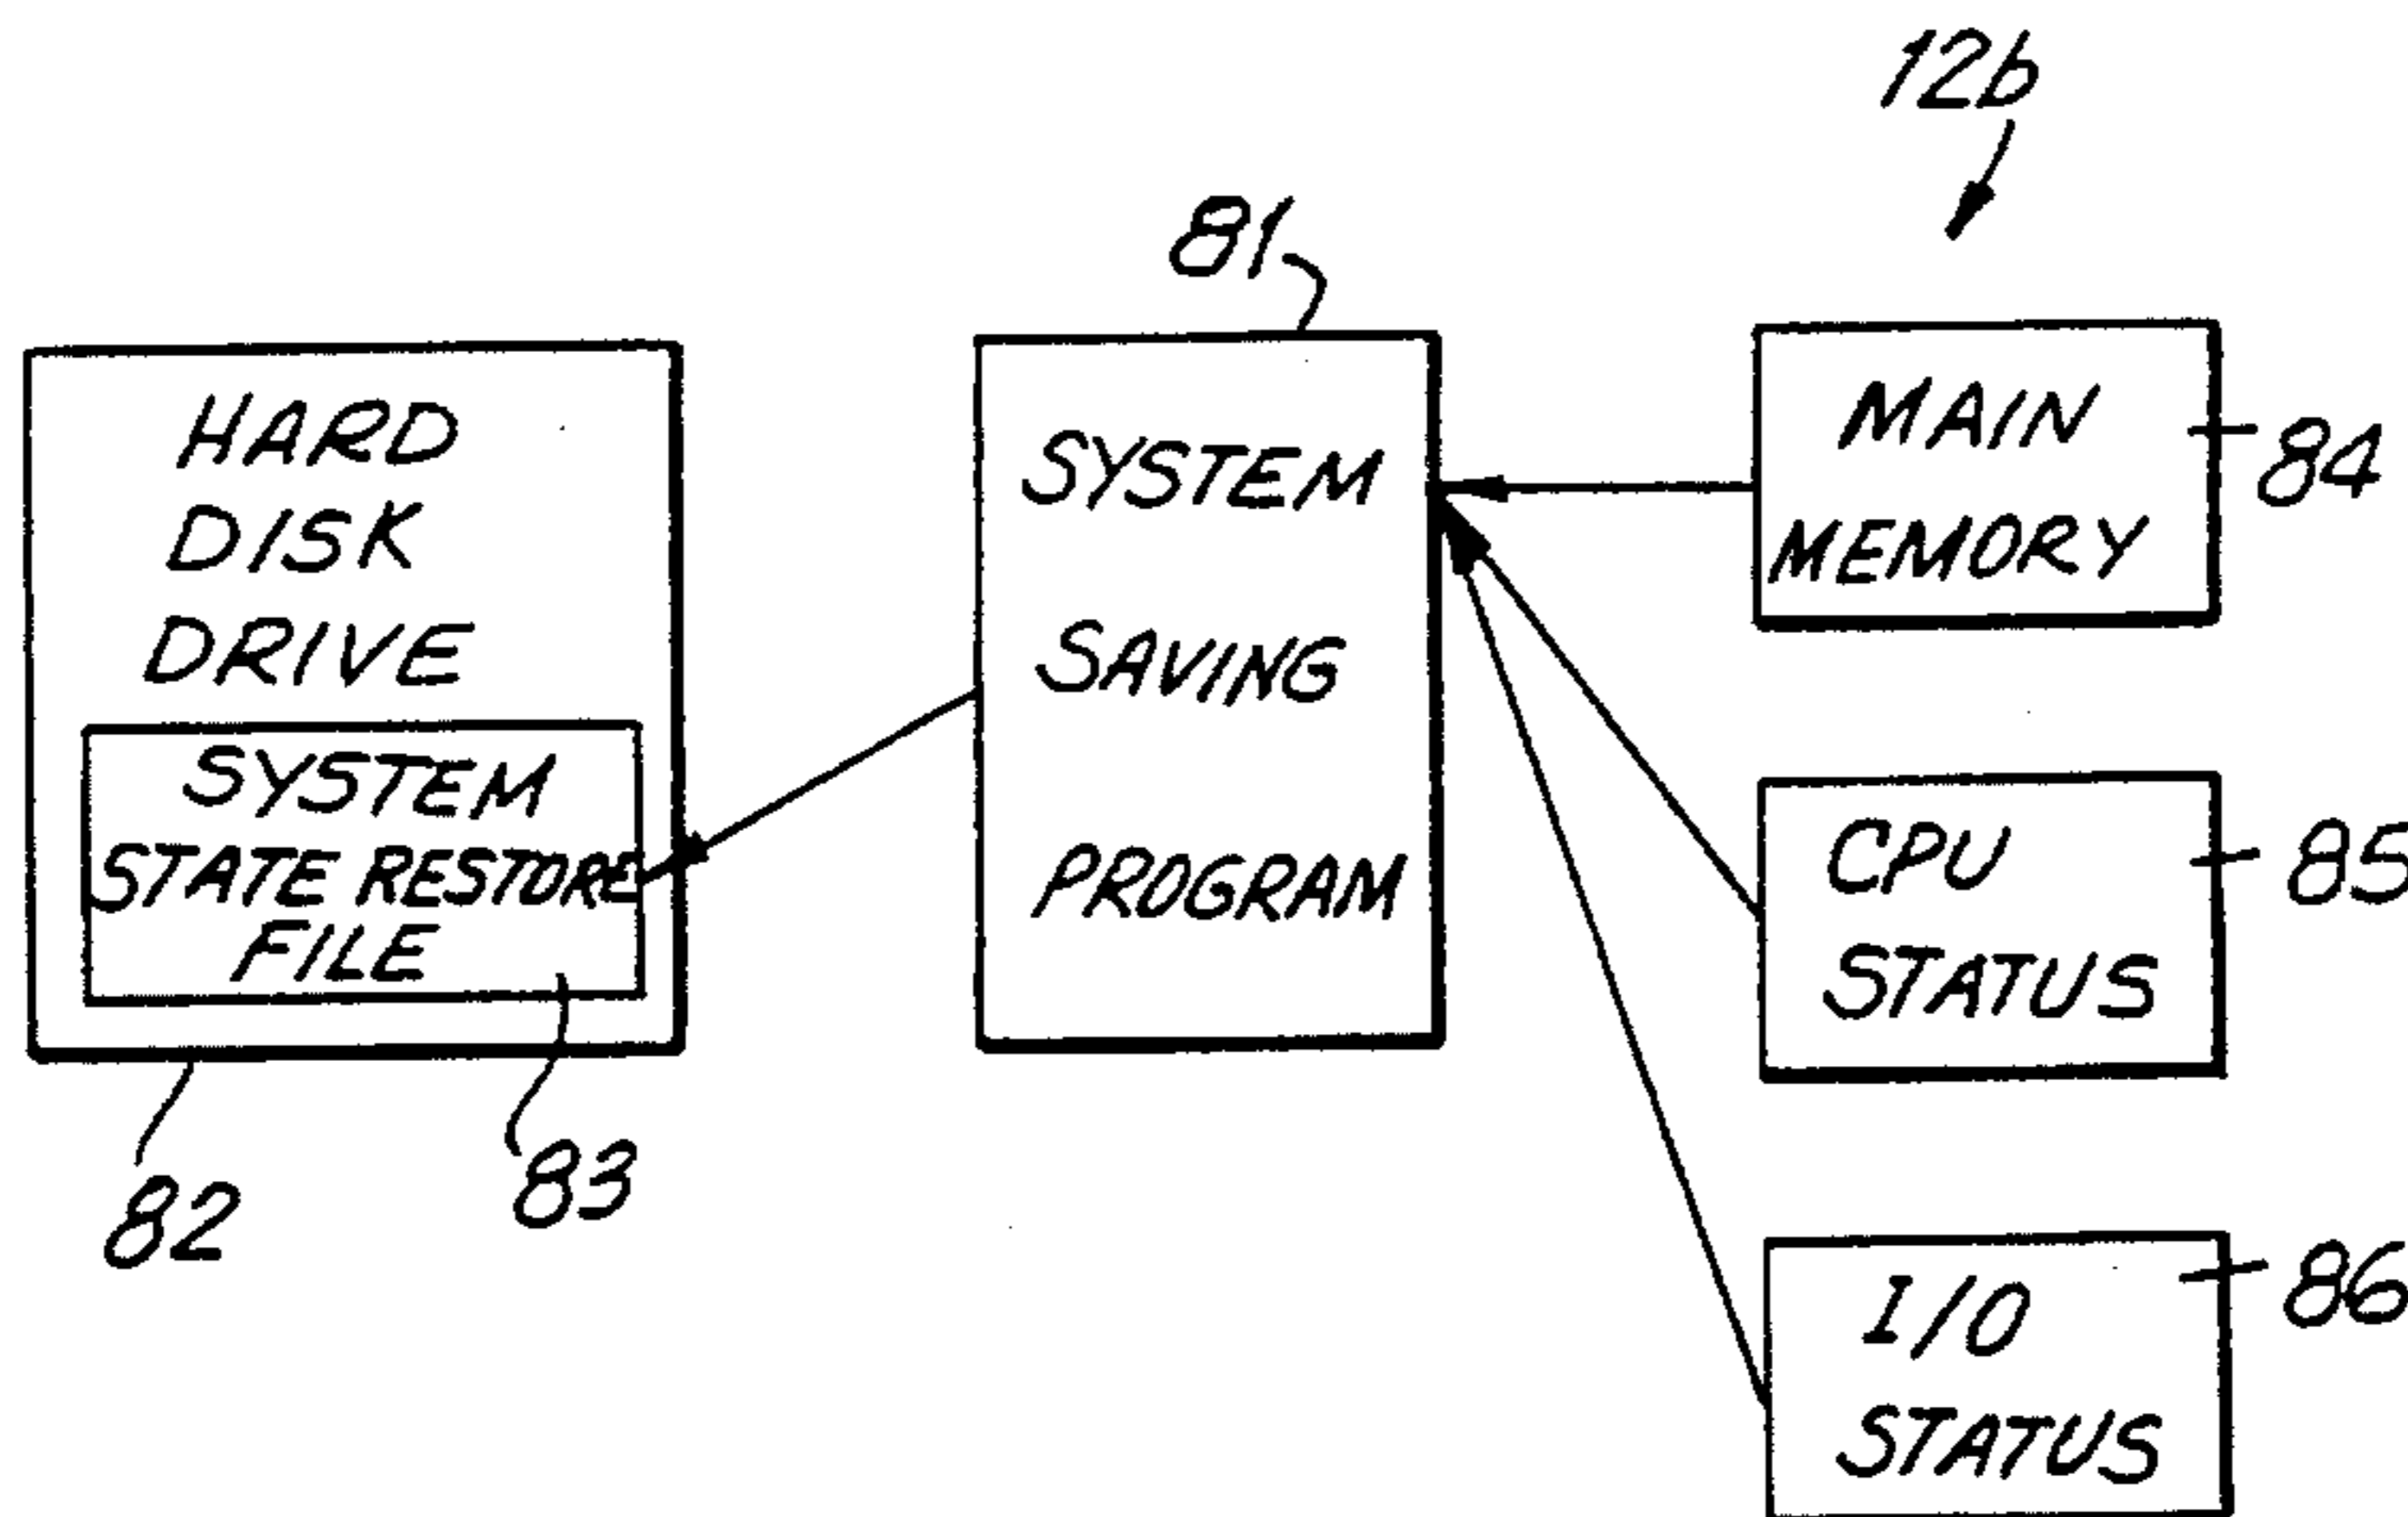 12b
81
HARD
DISK
DRIVE
SYSTEM
STATE RESTORE
FILE
82
83
SYSTEM
SAVING
PROGRAM
MAIN
MEMORY
84
CPU
STATUS
85
I/O
STATUS
86